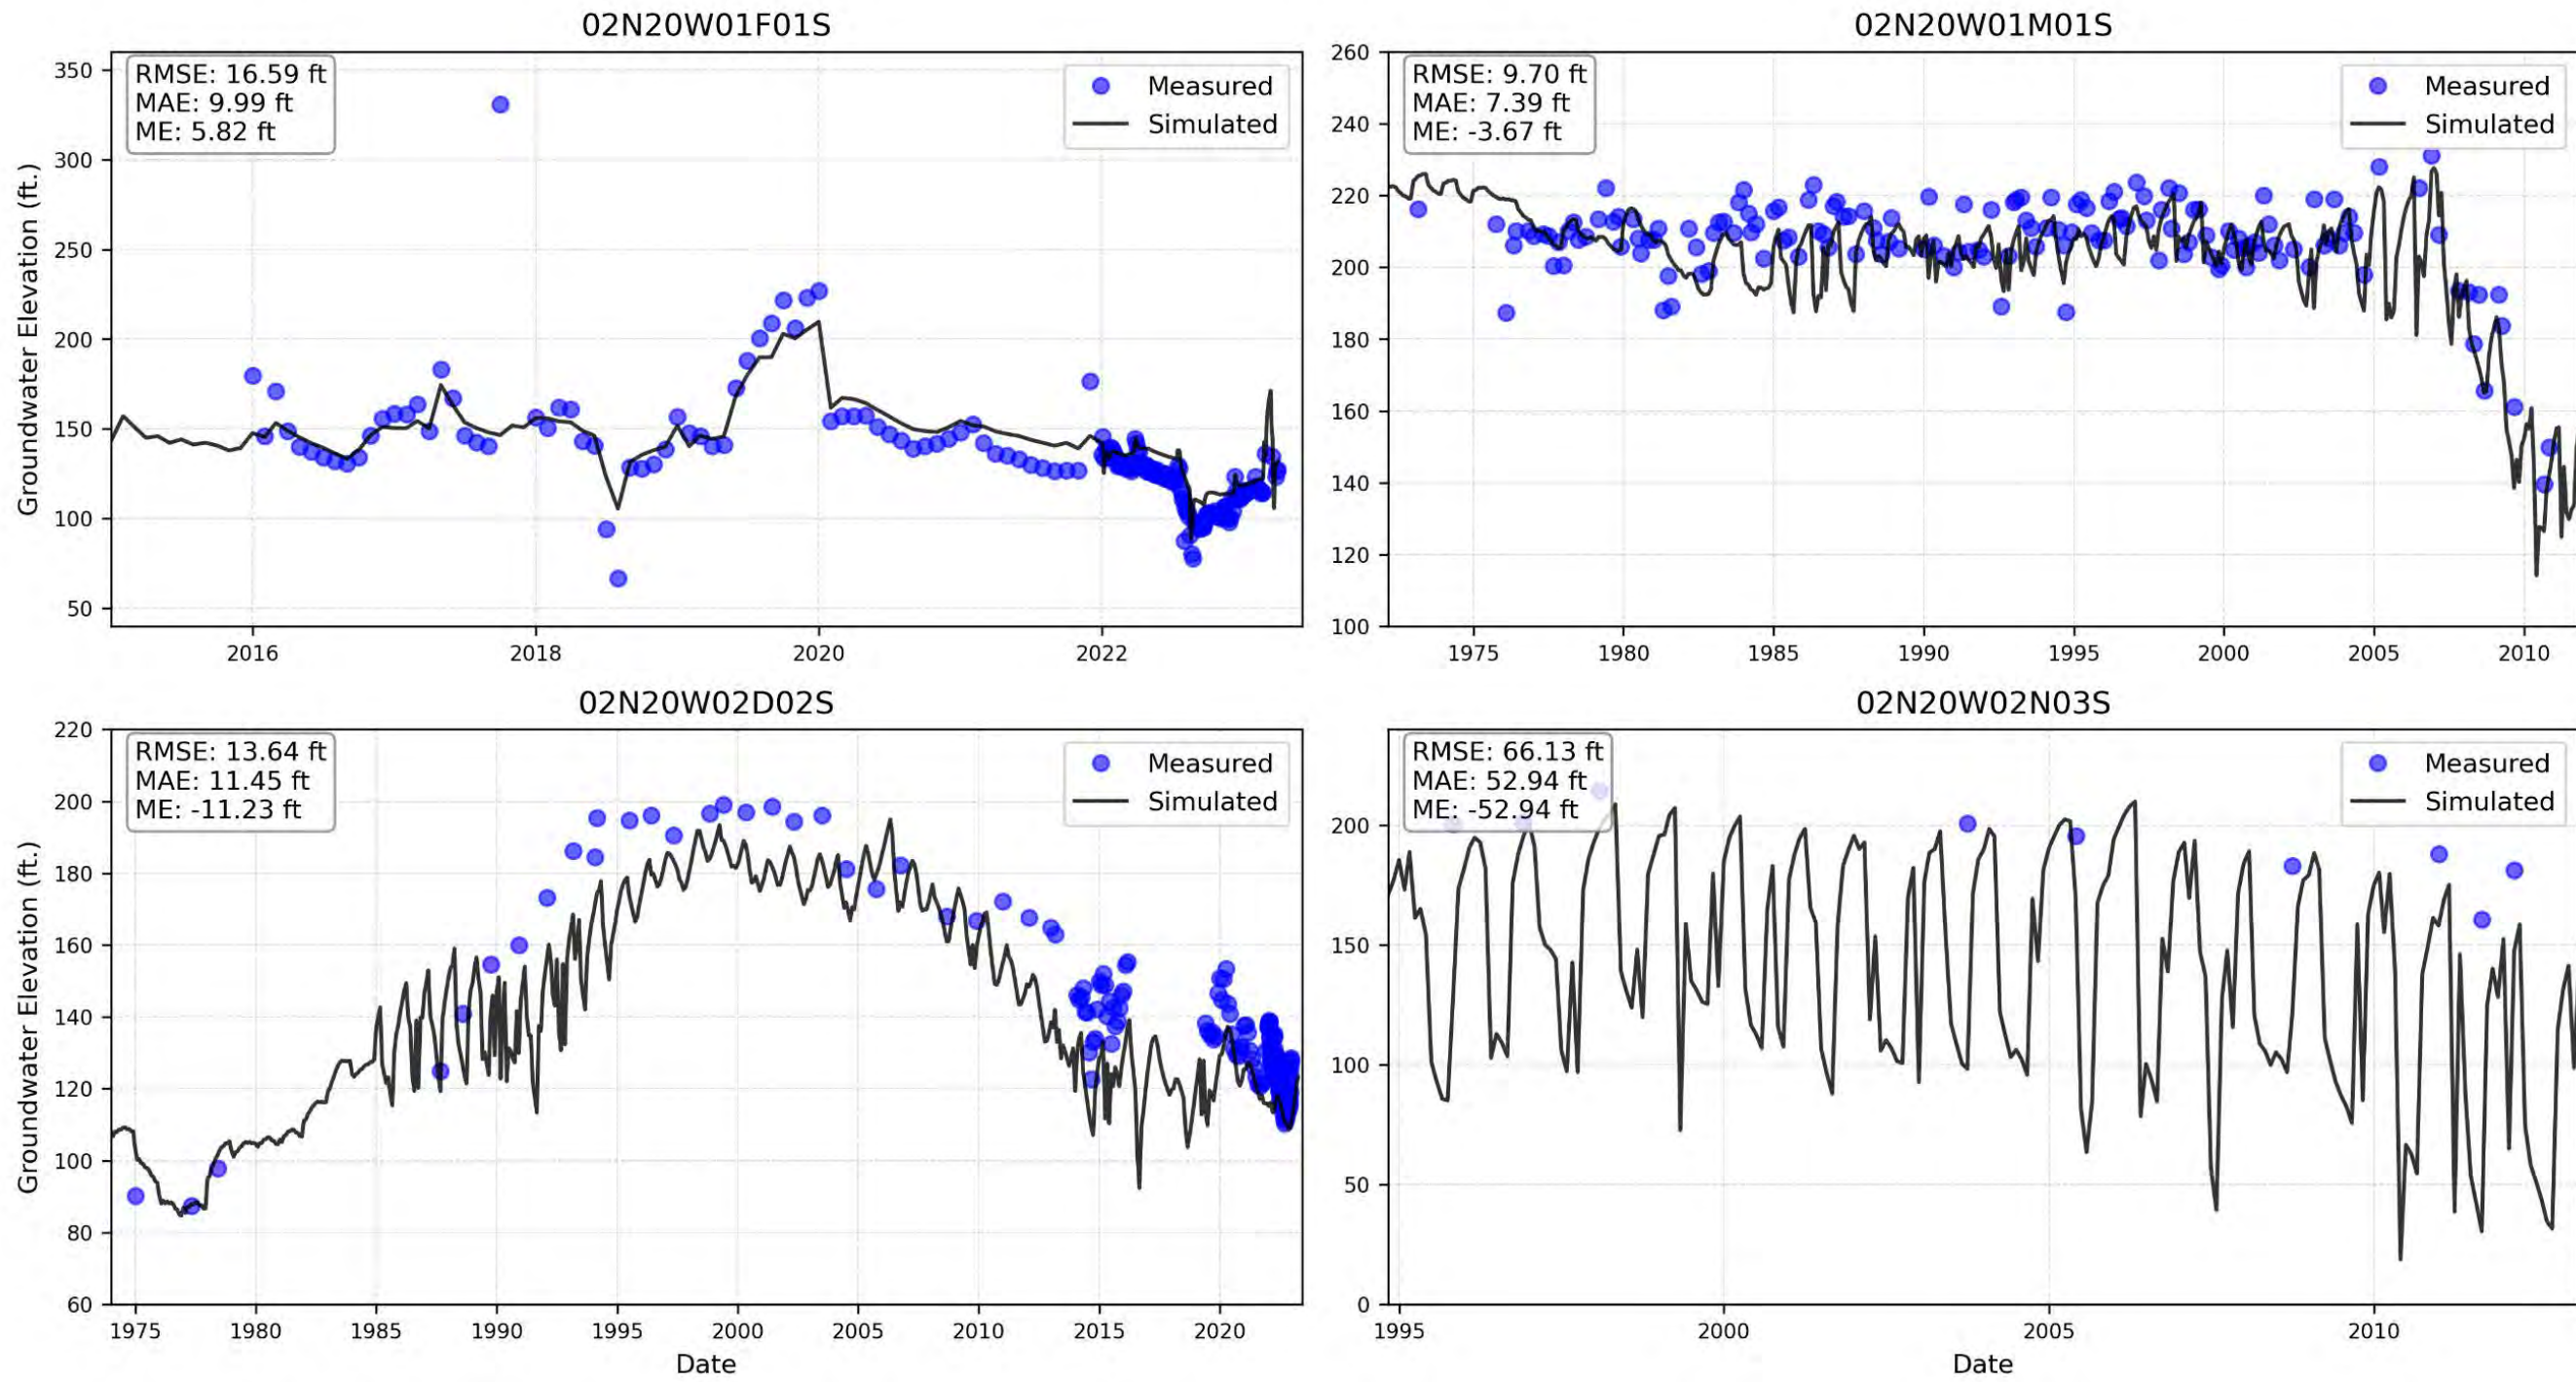 02N20W01F01S
RMSE: 16.59 ft
MAE: 9.99 ft
ME: 5.82 ft
Measured
Simulated
Groundwater Elevation (ft.)
350
300
250
200
150
100
50
2016
2018
2020
2022
02N20W01M01S
RMSE: 9.70 ft
MAE: 7.39 ft
ME: -3.67 ft
Measured
Simulated
260
240
220
200
180
160
140
120
100
1975
1980
1985
1990
1995
2000
2005
2010
02N20W02D02S
RMSE: 13.64 ft
MAE: 11.45 ft
ME: -11.23 ft
Measured
Simulated
Groundwater Elevation (ft.)
220
200
180
160
140
120
100
80
60
1975
1980
1985
1990
1995
2000
2005
2010
2015
2020
Date
02N20W02N03S
RMSE: 66.13 ft
MAE: 52.94 ft
ME: -52.94 ft
Measured
Simulated
200
150
100
50
0
1995
2000
2005
2010
Date